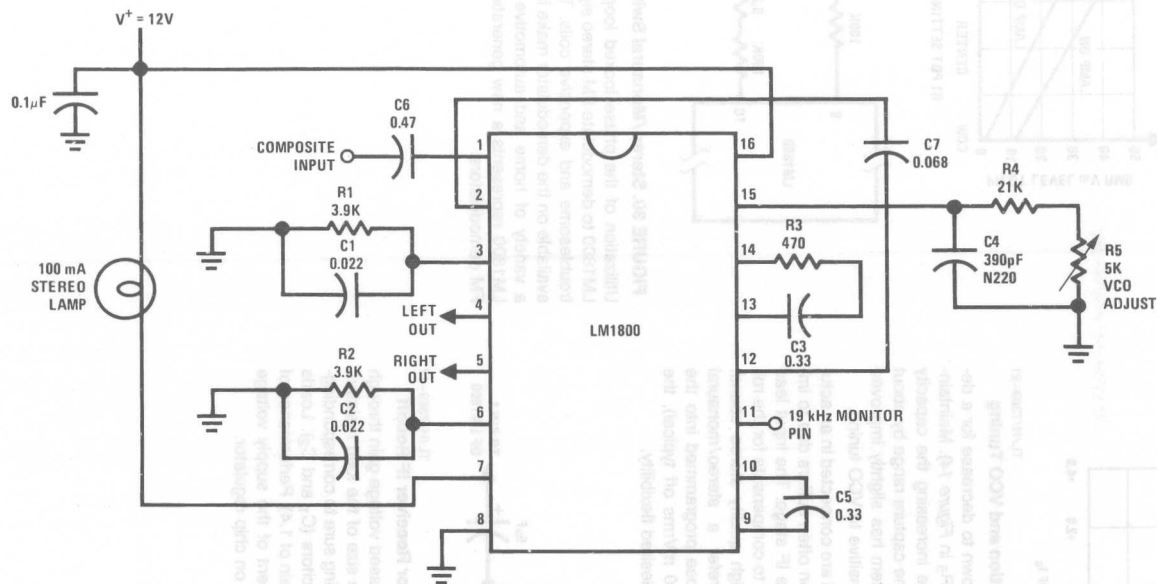 V+ = 12V
0.1μF
C6
0.47
COMPOSITE
INPUT
R1
3.9K
C1
0.022
100 mA
STEREO
LAMP
LEFT
OUT
RIGHT
OUT
R2
3.9K
C2
0.022
1
2
3
4
5
6
7
8
LM1800
16
15
14
13
12
11
10
9
C7
0.068
R4
21K
R3
470
C4
390pF
N220
R5
5K
VCO
ADJUST
C3
0.33
19 kHz MONITOR
PIN
C5
0.33